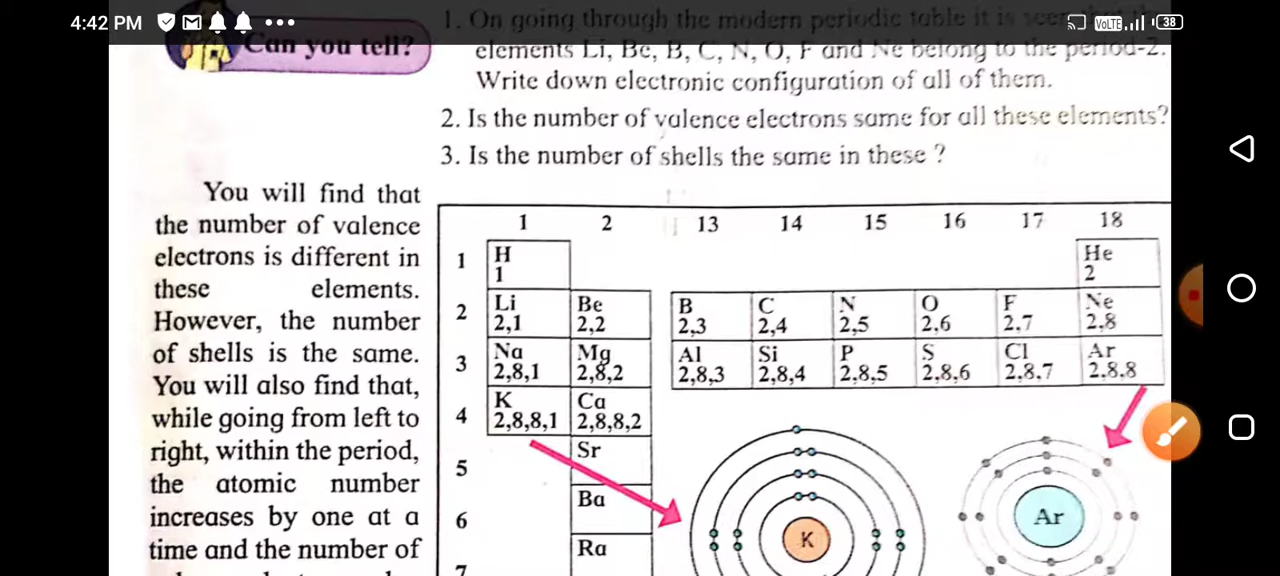 4:42 PM
VoLTE
38
Can you tell?
1. On going through the modern periodic table it is seen that the
elements Li, Be, B, C, N, O, F and Ne belong to the period-2.
Write down electronic configuration of all of them.
2. Is the number of valence electrons same for all these elements?
3. Is the number of shells the same in these ?
You will find that
the number of valence
electrons is different in
these elements.
However, the number
of shells is the same.
You will also find that,
while going from left to
right, within the period,
the atomic number
increases by one at a
time and the number of
1 2 13 14 15 16 17 18
1 H He
1 2
2 Li Be B C N O F Ne
2,1 2,2 2,3 2,4 2,5 2,6 2,7 2,8
3 Na Mg Al Si P S Cl Ar
2,8,1 2,8,2 2,8,3 2,8,4 2,8,5 2,8,6 2,8,7 2,8,8
4 K Ca
2,8,8,1 2,8,8,2
5 Sr
6 Ba
7 Ra
K
Ar